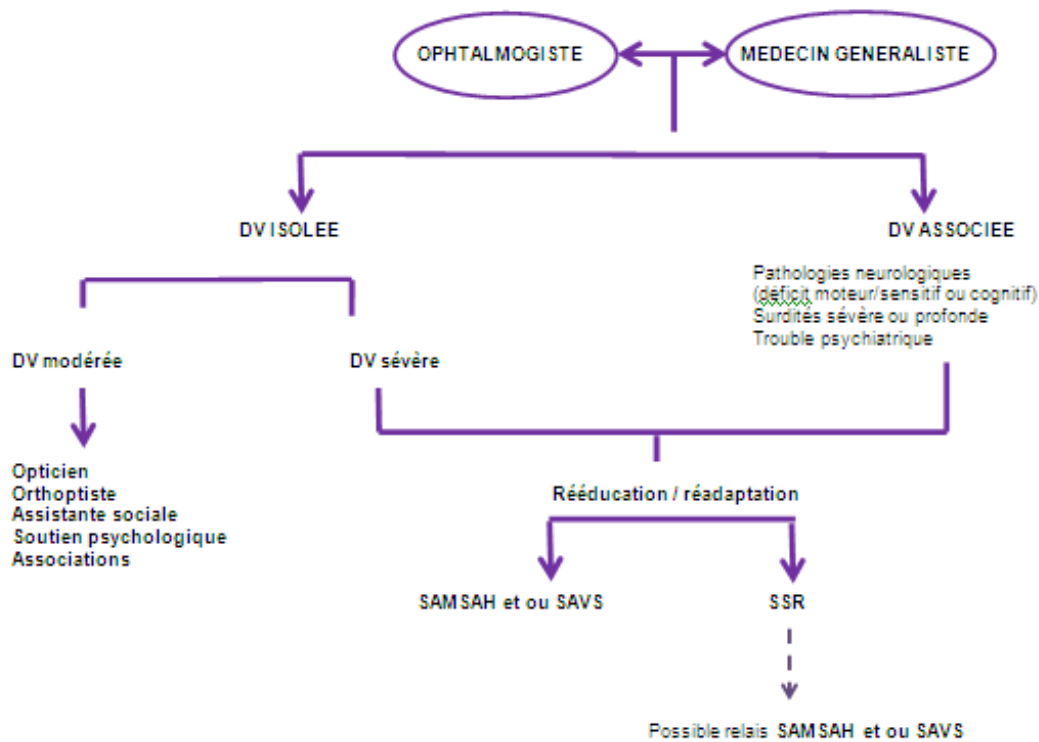 OPHTALMOGISTE
MEDECIN GENERALISTE
DV ISOLEE
DV ASSOCIEE
Pathologies neurologiques
(déficit moteur/sensitif ou cognitif)
Surdités sévère ou profonde
Trouble psychiatrique
DV modérée
DV sévère
Opticien
Orthoptiste
Assistante sociale
Soutien psychologique
Associations
Rééducation / réadaptation
SAMSAH et ou SAVS
SSR
Possible relais SAMSAH et ou SAVS